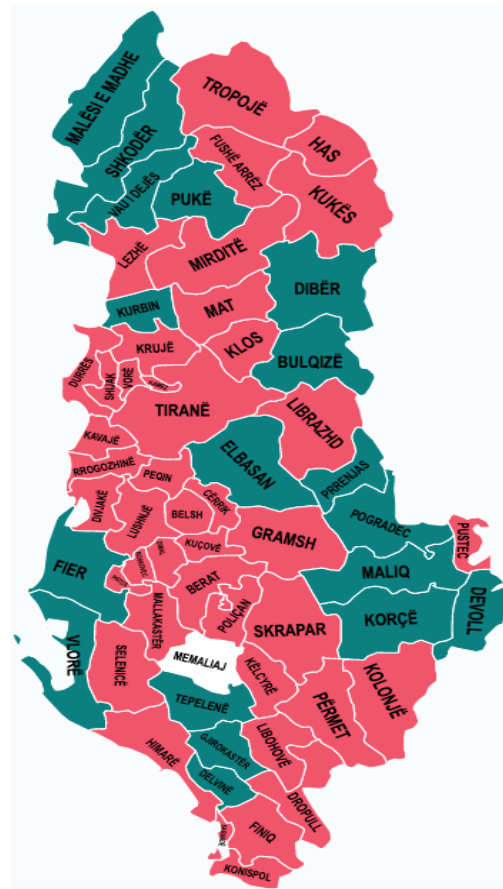 TROPOJË
MALËSI E MADHE
HAS
SHKODËR
FUSHË ARRËZ
KUKËS
VAU I DEJËS
PUKË
MIRDITË
LEZHË
DIBËR
KURBIN
MAT
KLOS
KRUJË
BULQIZË
DURRËS
SHIJAK
VORË
TIRANË
LIBRAZHD
KAVAJË
ELBASAN
RROGOZHINË
PEQIN
PRRENJAS
CËRRIK
DIVJAKË
LUSHNJË
BELSH
POGRADEC
GRAMSH
PUSTEC
KUÇOVË
FIER
MALIQ
BERAT
DEVOLL
MALLAKASTËR
POLIÇAN
KORÇË
SKRAPAR
VLORË
SELENICË
MEMALIAJ
KËLCYRË
KOLONJË
PËRMET
TEPELENË
GJIROKASTËR
LIBOHOVË
HIMARË
DELVINË
DROPULL
FINIQ
KONISPOL